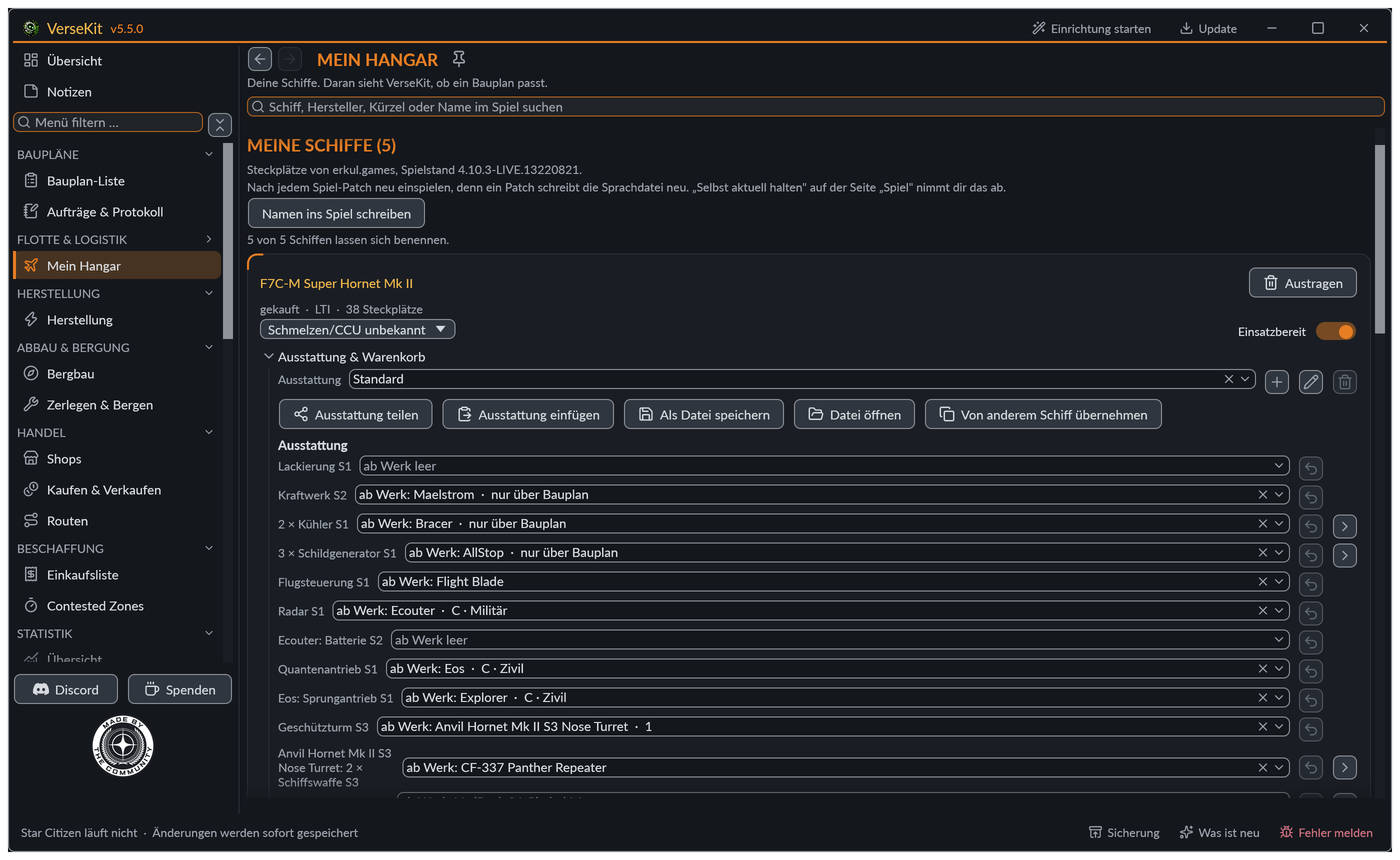 VerseKit v5.5.0
Einrichtung starten
Update
Übersicht
Notizen
Menü filtern ...
BAUPLÄNE
Bauplan-Liste
Aufträge & Protokoll
FLOTTE & LOGISTIK
Mein Hangar
HERSTELLUNG
Herstellung
ABBAU & BERGUNG
Bergbau
Zerlegen & Bergen
HANDEL
Shops
Kaufen & Verkaufen
Routen
BESCHAFFUNG
Einkaufsliste
Contested Zones
STATISTIK
Übersicht
Discord
Spenden
MADE BY
THE COMMUNITY
MEIN HANGAR
Deine Schiffe. Daran sieht VerseKit, ob ein Bauplan passt.
Schiff, Hersteller, Kürzel oder Name im Spiel suchen
MEINE SCHIFFE (5)
Steckplätze von erkul.games, Spielstand 4.10.3-LIVE.13220821.
Nach jedem Spiel-Patch neu einspielen, denn ein Patch schreibt die Sprachdatei neu. „Selbst aktuell halten" auf der Seite „Spiel" nimmt dir das ab.
Namen ins Spiel schreiben
5 von 5 Schiffen lassen sich benennen.
F7C-M Super Hornet Mk II
Austragen
gekauft · LTI · 38 Steckplätze
Schmelzen/CCU unbekannt
Einsatzbereit
Ausstattung & Warenkorb
Ausstattung Standard
Ausstattung teilen
Ausstattung einfügen
Als Datei speichern
Datei öffnen
Von anderem Schiff übernehmen
Ausstattung
Lackierung S1 ab Werk leer
Kraftwerk S2 ab Werk: Maelstrom · nur über Bauplan
2 × Kühler S1 ab Werk: Bracer · nur über Bauplan
3 × Schildgenerator S1 ab Werk: AllStop · nur über Bauplan
Flugsteuerung S1 ab Werk: Flight Blade
Radar S1 ab Werk: Ecouter · C · Militär
Ecouter: Batterie S2 ab Werk leer
Quantenantrieb S1 ab Werk: Eos · C · Zivil
Eos: Sprungantrieb S1 ab Werk: Explorer · C · Zivil
Geschützturm S3 ab Werk: Anvil Hornet Mk II S3 Nose Turret · 1
Anvil Hornet Mk II S3
Nose Turret: 2 ×
Schiffswaffe S3
ab Werk: CF-337 Panther Repeater
Star Citizen läuft nicht · Änderungen werden sofort gespeichert
Sicherung
Was ist neu
Fehler melden